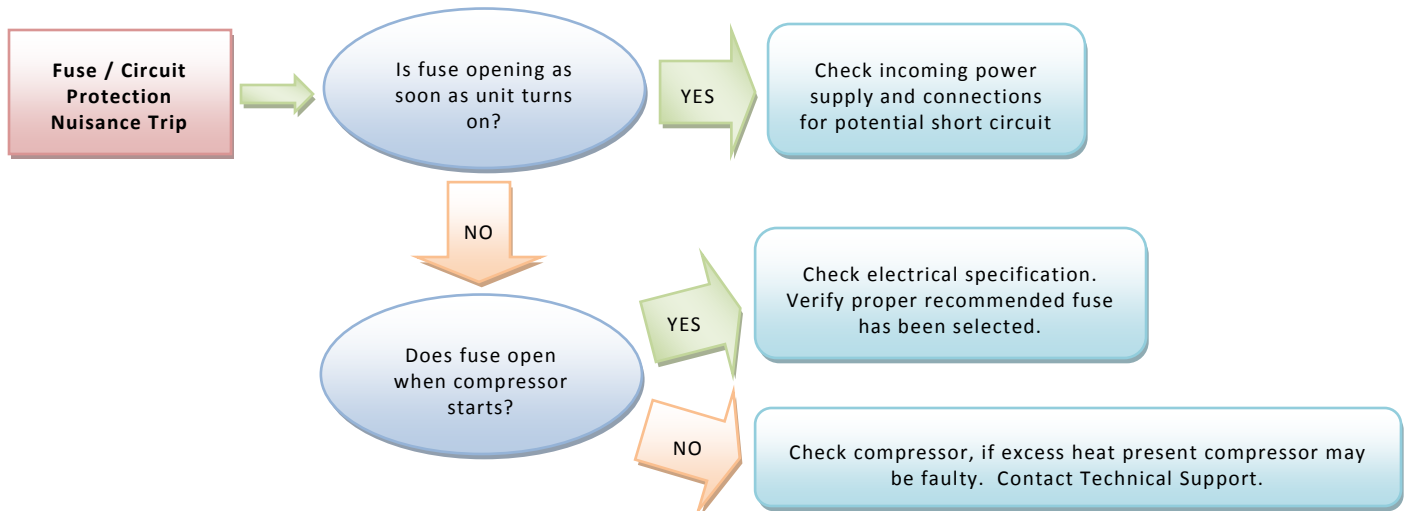 Fuse / Circuit
Protection
Nuisance Trip
Is fuse opening as
soon as unit turns
on?
YES
Check incoming power
supply and connections
for potential short circuit
NO
Does fuse open
when compressor
starts?
YES
Check electrical specification.
Verify proper recommended fuse
has been selected.
NO
Check compressor, if excess heat present compressor may
be faulty.  Contact Technical Support.